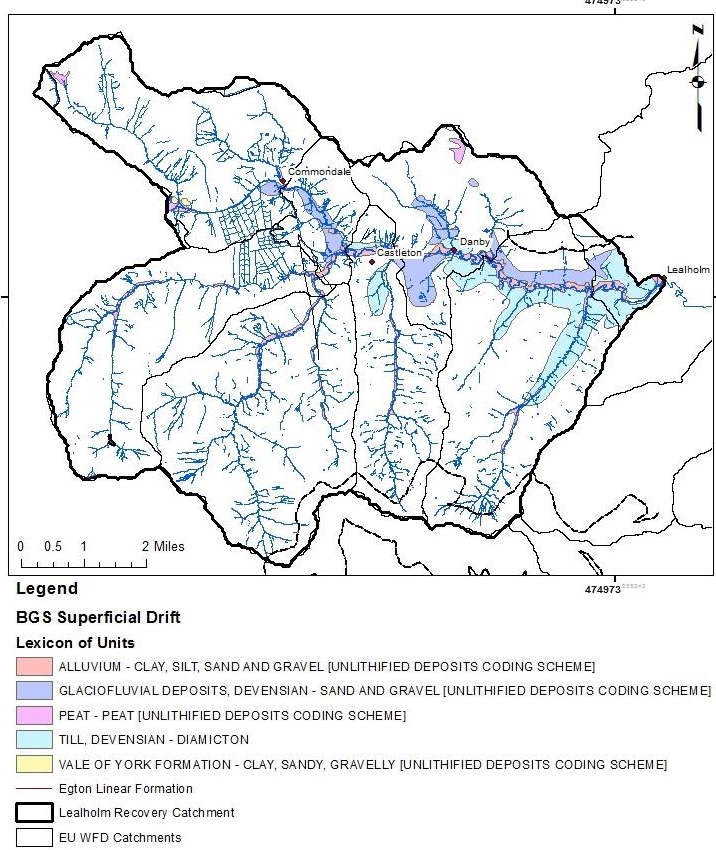 474973
N
Commondale
Danby
Castleton
Lealholm
0 0.5 1 2 Miles
474973
Legend
BGS Superficial Drift
Lexicon of Units
ALLUVIUM - CLAY, SILT, SAND AND GRAVEL [UNLITHIFIED DEPOSITS CODING SCHEME]
GLACIOFLUVIAL DEPOSITS, DEVENSIAN - SAND AND GRAVEL [UNLITHIFIED DEPOSITS CODING SCHEME]
PEAT - PEAT [UNLITHIFIED DEPOSITS CODING SCHEME]
TILL, DEVENSIAN - DIAMICTON
VALE OF YORK FORMATION - CLAY, SANDY, GRAVELLY [UNLITHIFIED DEPOSITS CODING SCHEME]
Egton Linear Formation
Lealholm Recovery Catchment
EU WFD Catchments